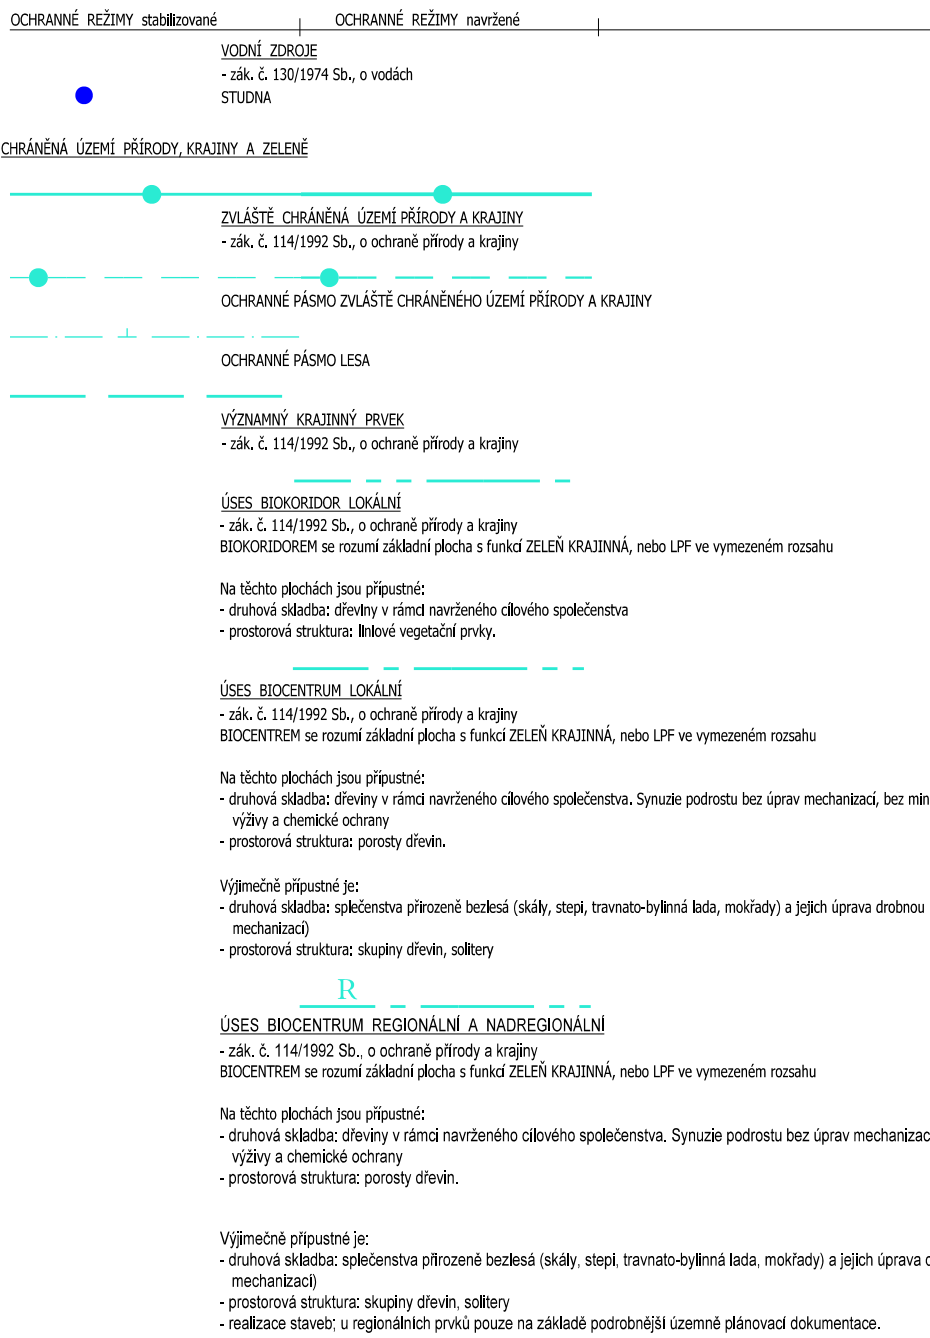 OCHRANNÉ REŽIMY stabilizované OCHRANNÉ REŽIMY navržené
VODNÍ ZDROJE
- zák. č. 130/1974 Sb., o vodách
STUDNA
CHRÁNĚNÁ ÚZEMÍ PŘÍRODY, KRAJINY A ZELENĚ
ZVLÁŠTĚ CHRÁNĚNÁ ÚZEMÍ PŘÍRODY A KRAJINY
- zák. č. 114/1992 Sb., o ochraně přírody a krajiny
OCHRANNÉ PÁSMO ZVLÁŠTĚ CHRÁNĚNÉHO ÚZEMÍ PŘÍRODY A KRAJINY
OCHRANNÉ PÁSMO LESA
VÝZNAMNÝ KRAJINNÝ PRVEK
- zák. č. 114/1992 Sb., o ochraně přírody a krajiny
ÚSES BIOKORIDOR LOKÁLNÍ
- zák. č. 114/1992 Sb., o ochraně přírody a krajiny
BIOKORIDOREM se rozumí základní plocha s funkcí ZELEŇ KRAJINNÁ, nebo LPF ve vymezeném rozsahu
Na těchto plochách jsou přípustné:
- druhová skladba: dřeviny v rámci navrženého cílového společenstva
- prostorová struktura: liniové vegetační prvky.
ÚSES BIOCENTRUM LOKÁLNÍ
- zák. č. 114/1992 Sb., o ochraně přírody a krajiny
BIOCENTREM se rozumí základní plocha s funkcí ZELEŇ KRAJINNÁ, nebo LPF ve vymezeném rozsahu
Na těchto plochách jsou přípustné:
- druhová skladba: dřeviny v rámci navrženého cílového společenstva. Synuzie podrostu bez úprav mechanizací, bez min
výživy a chemické ochrany
- prostorová struktura: porosty dřevin.
Výjimečně přípustné je:
- druhová skladba: splečenstva přirozeně bezlesá (skály, stepi, travnato-bylinná lada, mokřady) a jejich úprava drobnou
mechanizací)
- prostorová struktura: skupiny dřevin, solitery
R
ÚSES BIOCENTRUM REGIONÁLNÍ A NADREGIONÁLNÍ
- zák. č. 114/1992 Sb., o ochraně přírody a krajiny
BIOCENTREM se rozumí základní plocha s funkcí ZELEŇ KRAJINNÁ, nebo LPF ve vymezeném rozsahu
Na těchto plochách jsou přípustné:
- druhová skladba: dřeviny v rámci navrženého cílového společenstva. Synuzie podrostu bez úprav mechanizac
výživy a chemické ochrany
- prostorová struktura: porosty dřevin.
Výjimečně přípustné je:
- druhová skladba: splečenstva přirozeně bezlesá (skály, stepi, travnato-bylinná lada, mokřady) a jejich úprava
mechanizací)
- prostorová struktura: skupiny dřevin, solitery
- realizace staveb; u regionálních prvků pouze na základě podrobnější územně plánovací dokumentace.